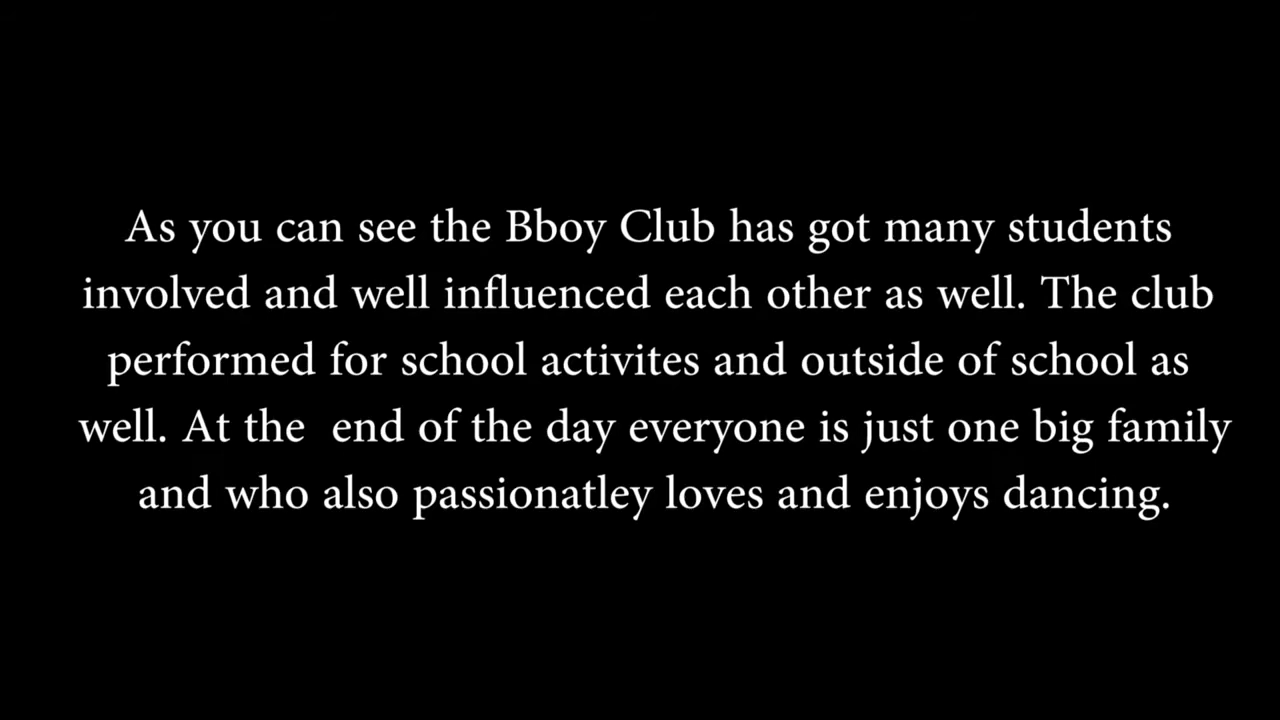 As you can see the Bboy Club has got many students
involved and well influenced each other as well. The club
performed for school activites and outside of school as
well. At the  end of the day everyone is just one big family
and who also passionatley loves and enjoys dancing.